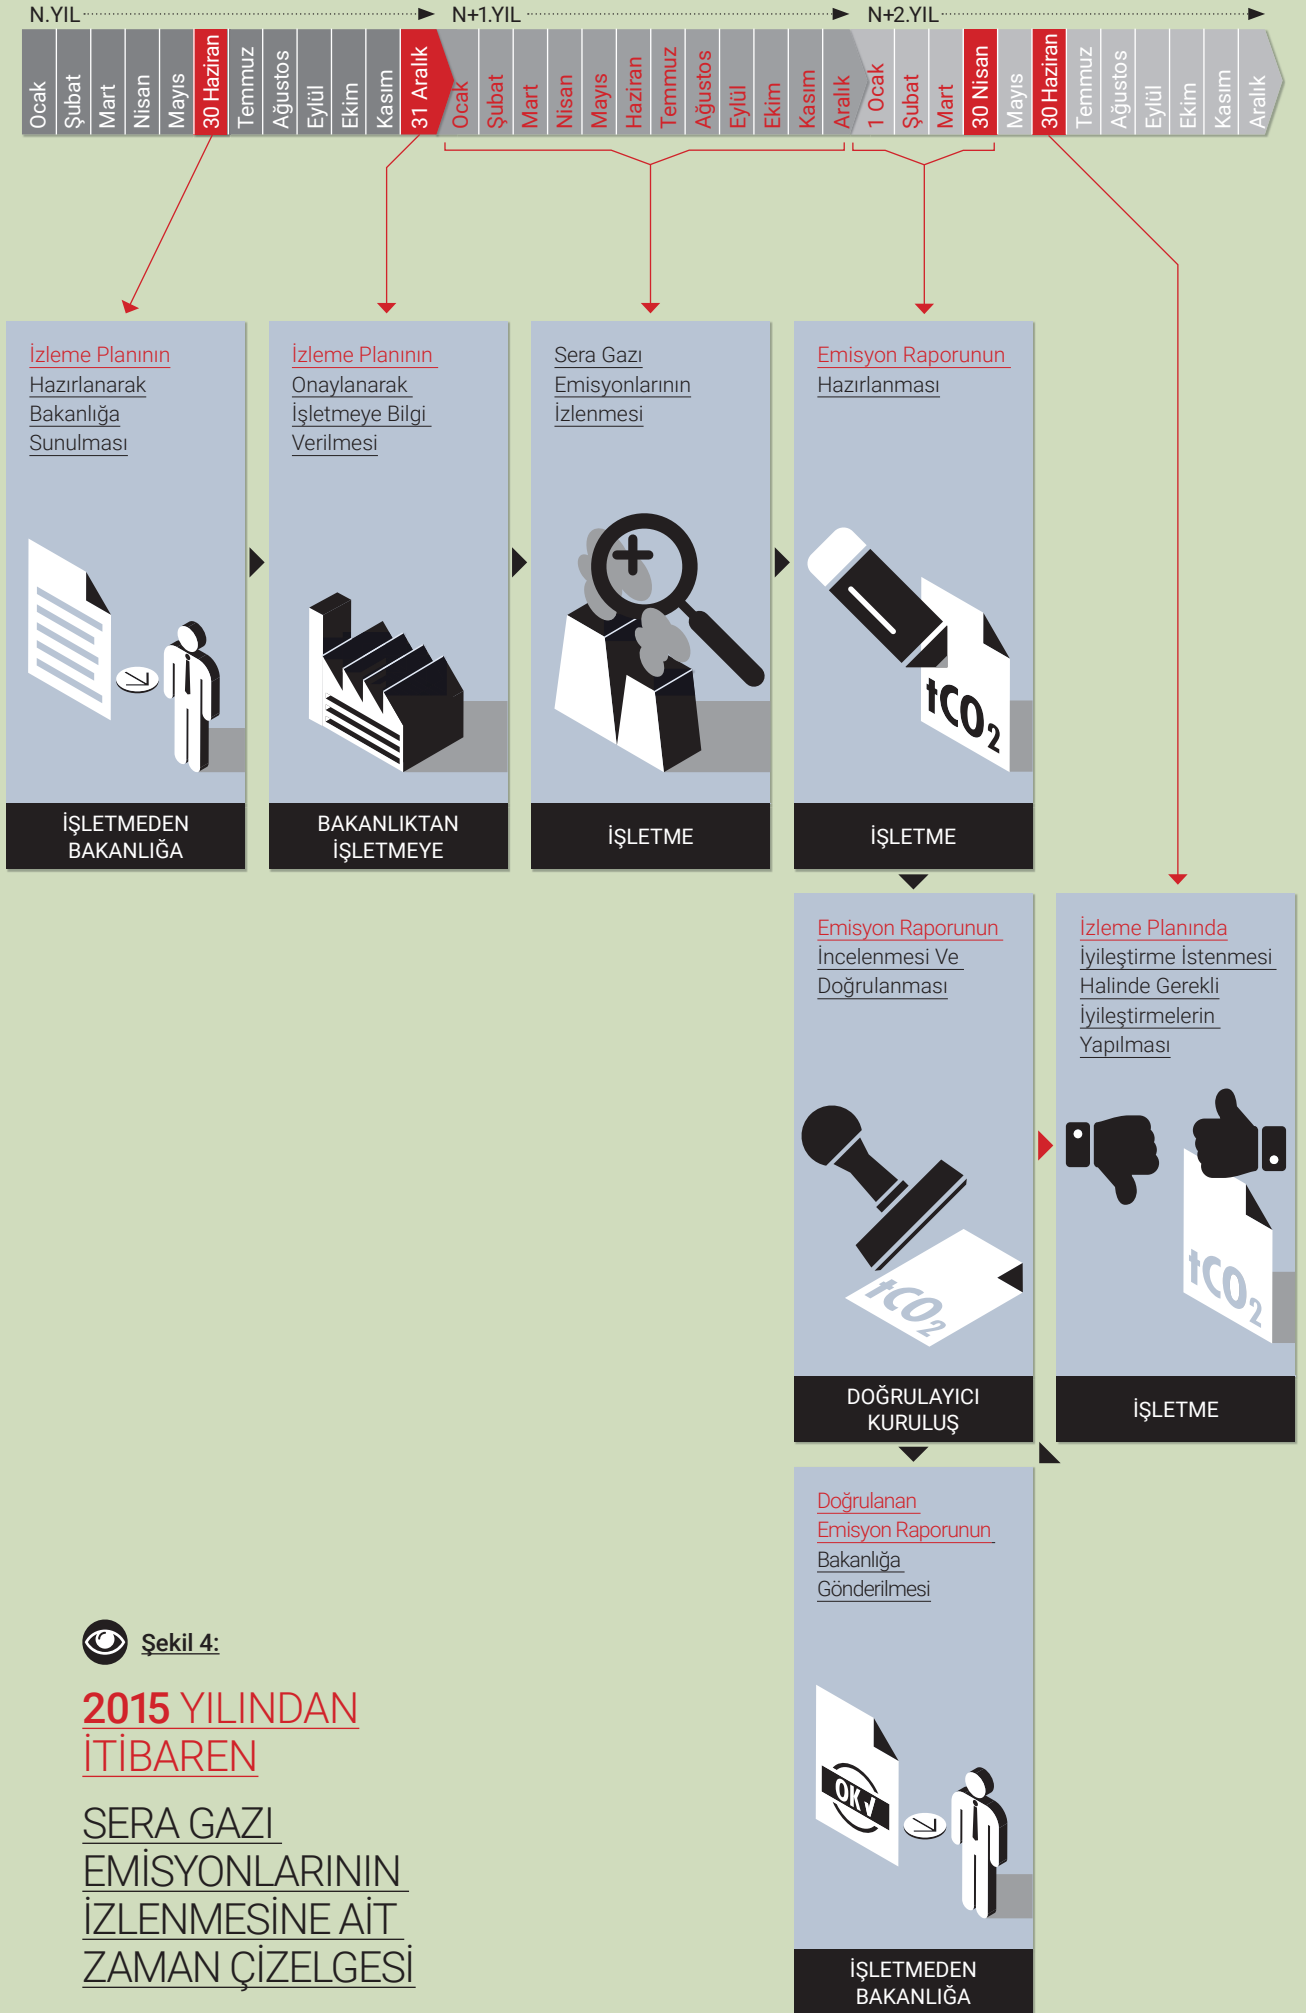 N.YIL
N+1.YIL
N+2.YIL
Ocak
Şubat
Mart
Nisan
Mayıs
30 Haziran
Temmuz
Ağustos
Eylül
Ekim
Kasım
31 Aralık
Ocak
Şubat
Mart
Nisan
Mayıs
Haziran
Temmuz
Ağustos
Eylül
Ekim
Kasım
Aralık
1 Ocak
Şubat
Mart
30 Nisan
Mayıs
30 Haziran
Temmuz
Ağustos
Eylül
Ekim
Kasım
Aralık
İzleme Planının
Hazırlanarak
Bakanlığa
Sunulması
İŞLETMEDEN
BAKANLIĞA
İzleme Planının
Onaylanarak
İşletmeye Bilgi
Verilmesi
BAKANLIKTAN
İŞLETMEYE
Sera Gazı
Emisyonlarının
İzlenmesi
İŞLETME
Emisyon Raporunun
Hazırlanması
tCO2
İŞLETME
Emisyon Raporunun
İncelenmesi Ve
Doğrulanması
tCO2
DOĞRULAYICI
KURULUŞ
İzleme Planında
İyileştirme İstenmesi
Halinde Gerekli
İyileştirmelerin
Yapılması
tCO2
İŞLETME
Doğrulanan
Emisyon Raporunun
Bakanlığa
Gönderilmesi
OK
İŞLETMEDEN
BAKANLIĞA
Şekil 4:
2015 YILINDAN
İTİBAREN
SERA GAZI
EMİSYONLARININ
İZLENMESİNE AİT
ZAMAN ÇİZELGESİ